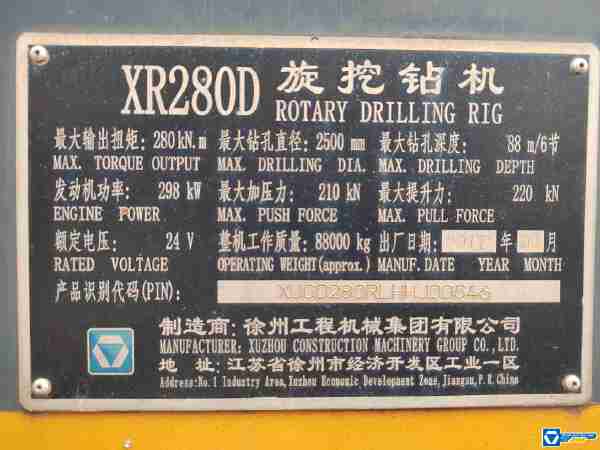 XR280D 旋挖钻机
ROTARY DRILLING RIG
最大输出扭矩: 280kN.m 最大钻孔直径: 2500 mm 最大钻孔深度: 88 m/6节
MAX. TORQUE OUTPUT MAX. DRILLING DIA. MAX. DRILLING DEPTH
发动机功率: 298 kW 最大加压力: 210 kN 最大提升力: 220 kN
ENGINE POWER MAX. PUSH FORCE MAX. PULL FORCE
额定电压: 24 V 整机工作质量: 88000 kg 出厂日期: 年 月
RATED VOLTAGE OPERATING WEIGHT(approx.) MANUF. DATE YEAR MONTH
产品识别代码(PIN):
制造商: 徐州工程机械集团有限公司
MANUFACTURER: XUZHOU CONSTRUCTION MACHINERY GROUP CO., LTD.
地 址: 江苏省徐州市经济开发区工业一区
Address:No.1 Industry Area, Xuzhou Economic Development Zone, Jiangsu, P.R.China